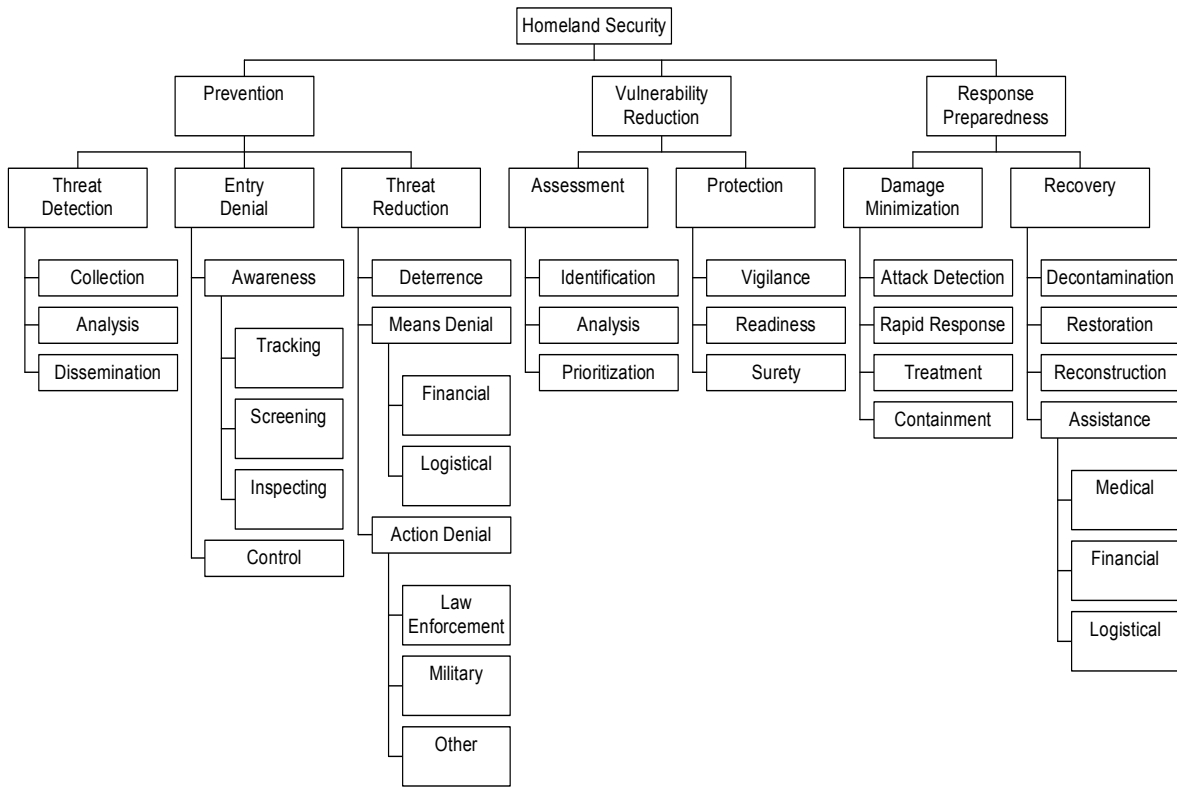 Homeland Security
Prevention
Vulnerability
Reduction
Response
Preparedness
Threat
Detection
Entry
Denial
Threat
Reduction
Assessment
Protection
Damage
Minimization
Recovery
Collection
Analysis
Dissemination
Awareness
Tracking
Screening
Inspecting
Control
Deterrence
Means Denial
Financial
Logistical
Action Denial
Law
Enforcement
Military
Other
Identification
Analysis
Prioritization
Vigilance
Readiness
Surety
Attack Detection
Rapid Response
Treatment
Containment
Decontamination
Restoration
Reconstruction
Assistance
Medical
Financial
Logistical